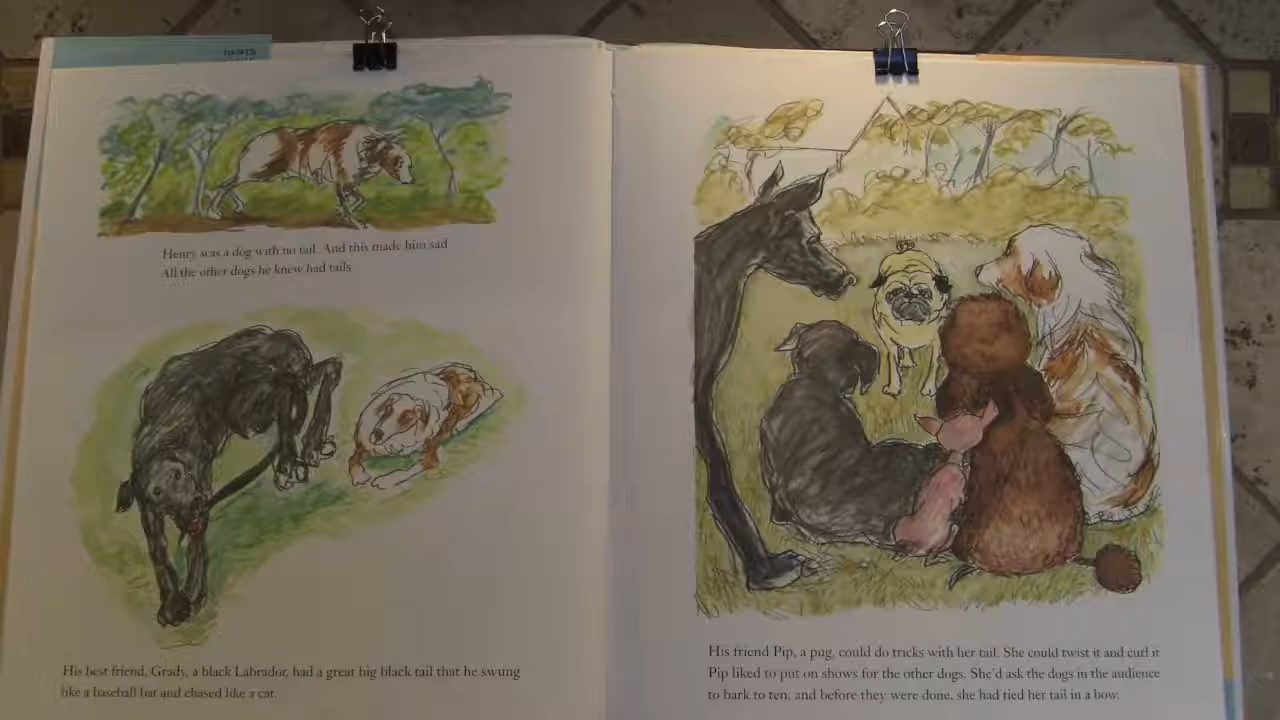 Henry was a dog with no tail. And this made him sad
All the other dogs he knew had tails
His best friend, Grady, a black Labrador, had a great big black tail that he swung
like a baseball bat and chased like a cat.
His friend Pip, a pug, could do tricks with her tail. She could twist it and curl it
Pip liked to put on shows for the other dogs. She'd ask the dogs in the audience
to bark to ten, and before they were done, she had tied her tail in a bow.